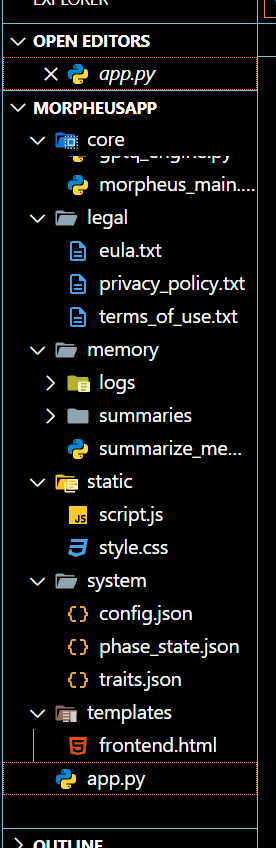 EXPLORER
OPEN EDITORS
app.py
MORPHEUSAPP
core
gptq_engine.py
morpheus_main....
legal
eula.txt
privacy_policy.txt
terms_of_use.txt
memory
logs
summaries
summarize_me...
static
JS script.js
style.css
system
{} config.json
{} phase_state.json
{} traits.json
templates
frontend.html
app.py
OUTLINE